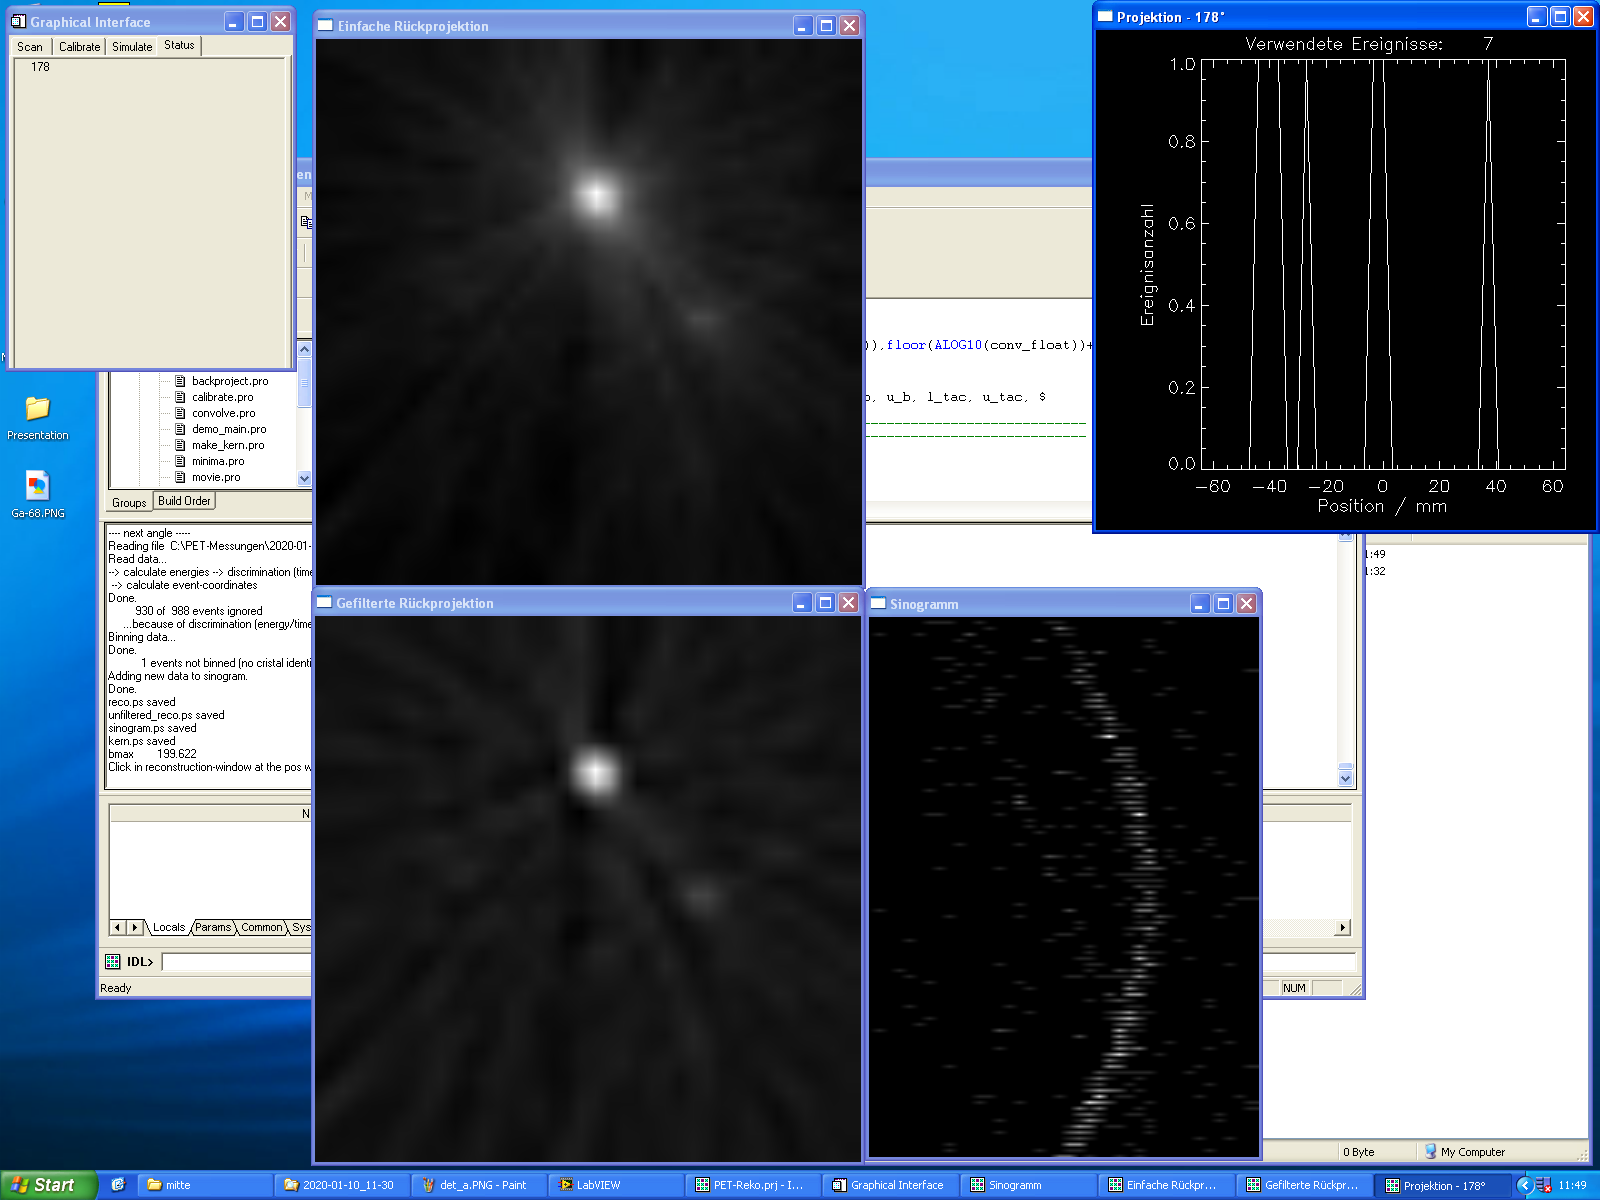 Graphical Interface
Scan
Calibrate
Simulate
Status
178
Einfache Rückprojektion
Projektion - 178°
Verwendete Ereignisse: 7
1.0
0.8
0.6
0.4
0.2
0.0
Ereignisanzahl
-60 -40 -20 0 20 40 60
Position / mm
en
M
)),floor(ALOG10(conv_float))+
o, u_b, l_tac, u_tac, $
Presentation
Ga-68.PNG
backproject.pro
calibrate.pro
convolve.pro
demo_main.pro
make_kern.pro
minima.pro
movie.pro
Groups
Build Order
---- next angle -----
Reading file C:\PET-Messungen\2020-01-
Read data...
--> calculate energies --> discrimination (time
--> calculate event-coordinates
Done.
930 of 988 events ignored
...because of discrimination (energy/time
Binning data...
Done.
1 events not binned (no cristal identi
Adding new data to sinogram.
Done.
reco.ps saved
unfiltered_reco.ps saved
sinogram.ps saved
kern.ps saved
bmax 199.622
Click in reconstruction-window at the pos w
:49
:32
Gefilterte Rückprojektion
Sinogramm
N
Locals
Params
Common
Sys
IDL>
Ready
NUM
0 Byte
My Computer
Start
mitte
2020-01-10_11-30
det_a.PNG - Paint
LabVIEW
PET-Reko.prj - I...
Graphical Interface
Sinogramm
Einfache Rückpr...
Gefilterte Rückpr...
Projektion - 178°
11:49